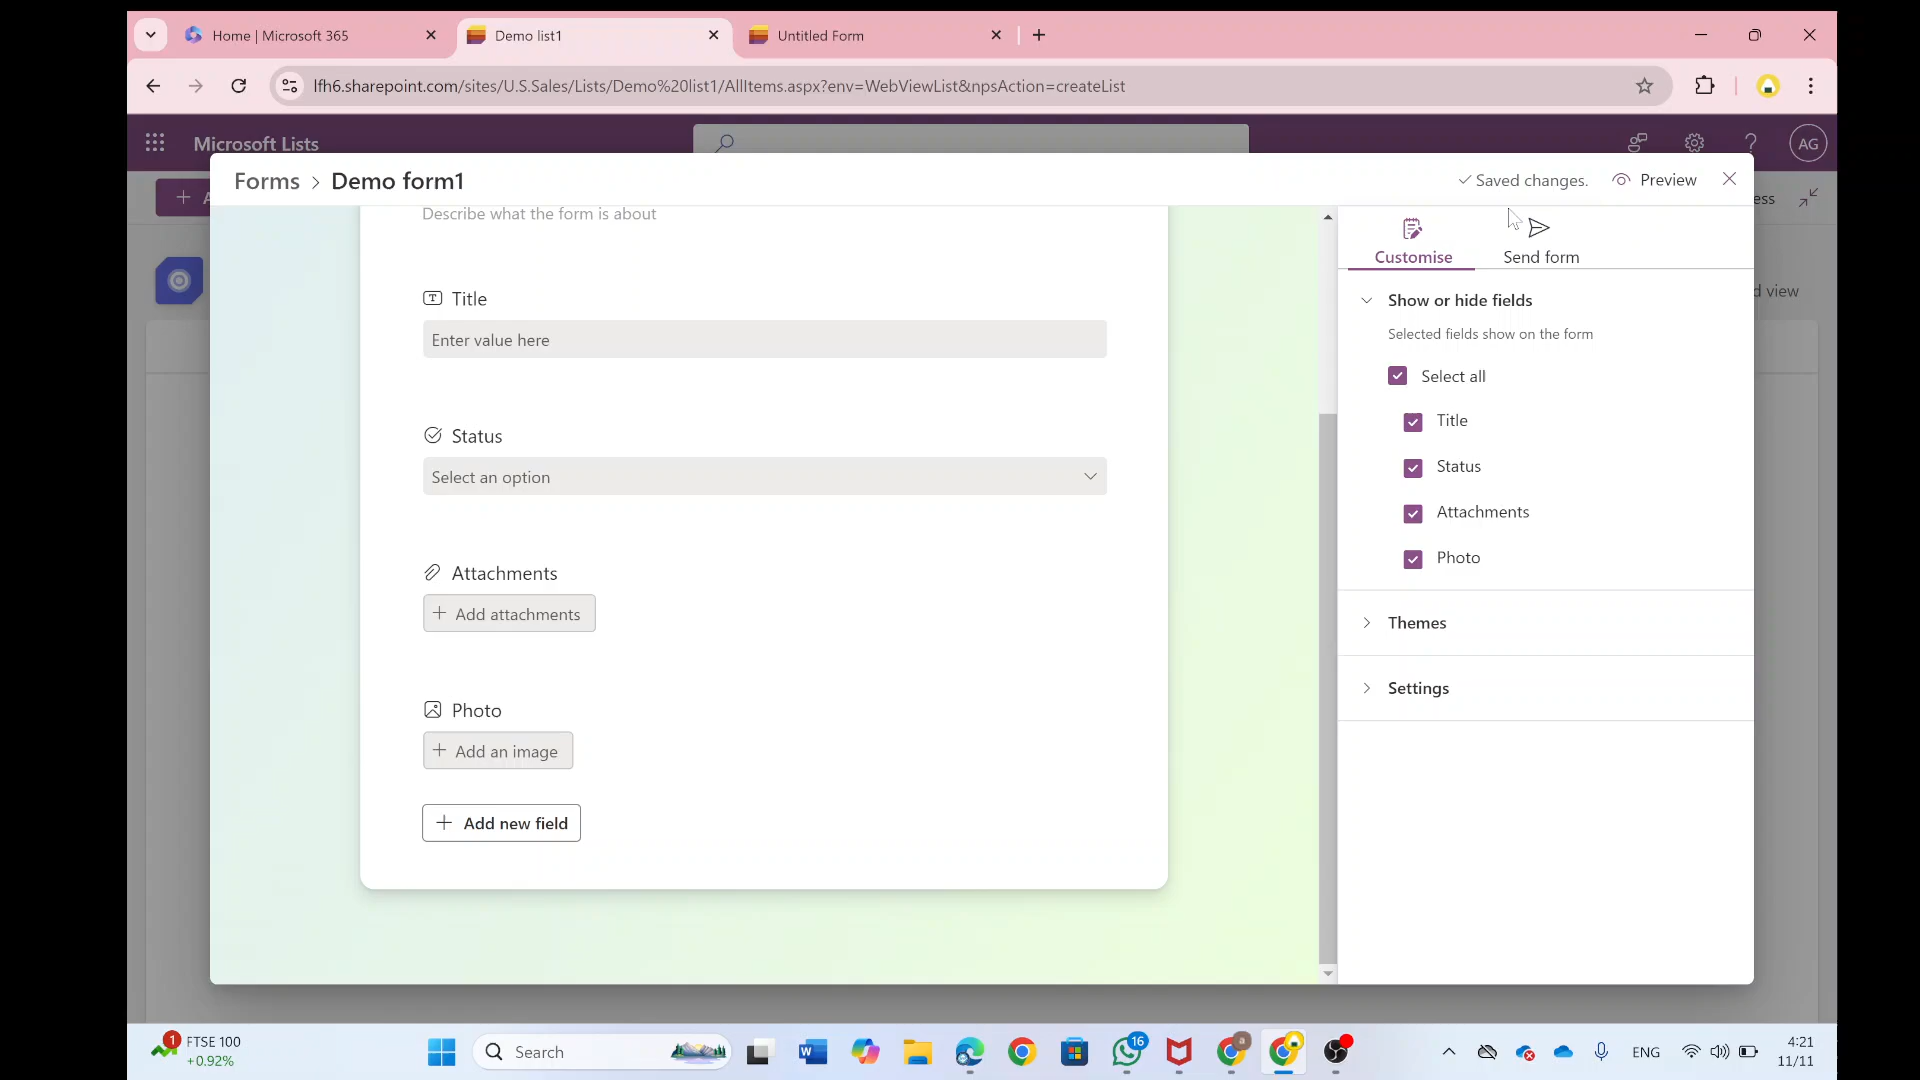 Home | Microsoft 365
Demo list1
Untitled Form
lfh6.sharepoint.com/sites/U.S.Sales/Lists/Demo%20list1/AllItems.aspx?env=WebViewList&npsAction=createList
Microsoft Lists
AG
Forms > Demo form1
Saved changes.
Preview
Describe what the form is about
Customise
Send form
Title
Enter value here
Status
Select an option
Attachments
+ Add attachments
Photo
+ Add an image
+ Add new field
Show or hide fields
Selected fields show on the form
Select all
Title
Status
Attachments
Photo
Themes
Settings
1
FTSE 100
+0.92%
Search
16
ENG
4:21
11/11